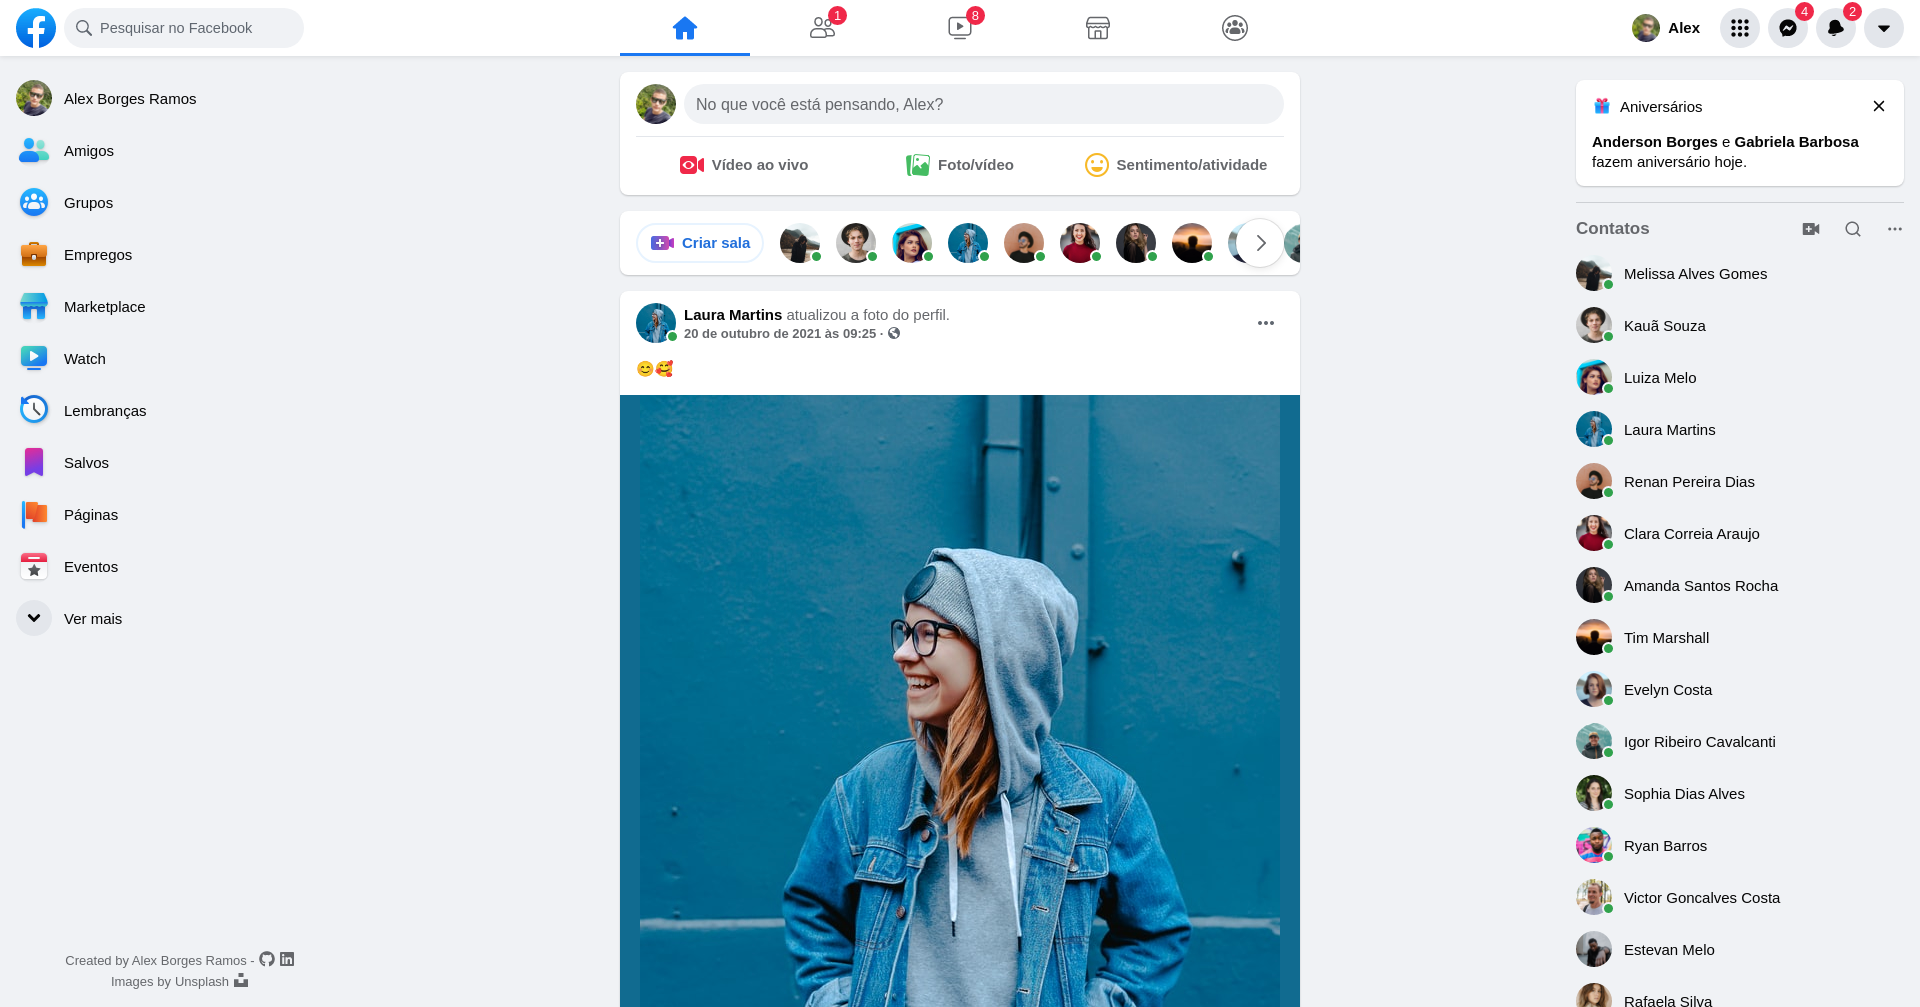 Pesquisar no Facebook
1
8
Alex
4
2
Alex Borges Ramos
Amigos
Grupos
Empregos
Marketplace
Watch
Lembranças
Salvos
Páginas
Eventos
Ver mais
Created by Alex Borges Ramos -
Images by Unsplash
No que você está pensando, Alex?
Vídeo ao vivo
Foto/vídeo
Sentimento/atividade
Criar sala
Laura Martins atualizou a foto do perfil.
20 de outubro de 2021 às 09:25 ·
Aniversários
Anderson Borges e Gabriela Barbosa
fazem aniversário hoje.
Contatos
Melissa Alves Gomes
Kauã Souza
Luiza Melo
Laura Martins
Renan Pereira Dias
Clara Correia Araujo
Amanda Santos Rocha
Tim Marshall
Evelyn Costa
Igor Ribeiro Cavalcanti
Sophia Dias Alves
Ryan Barros
Victor Goncalves Costa
Estevan Melo
Rafaela Silva